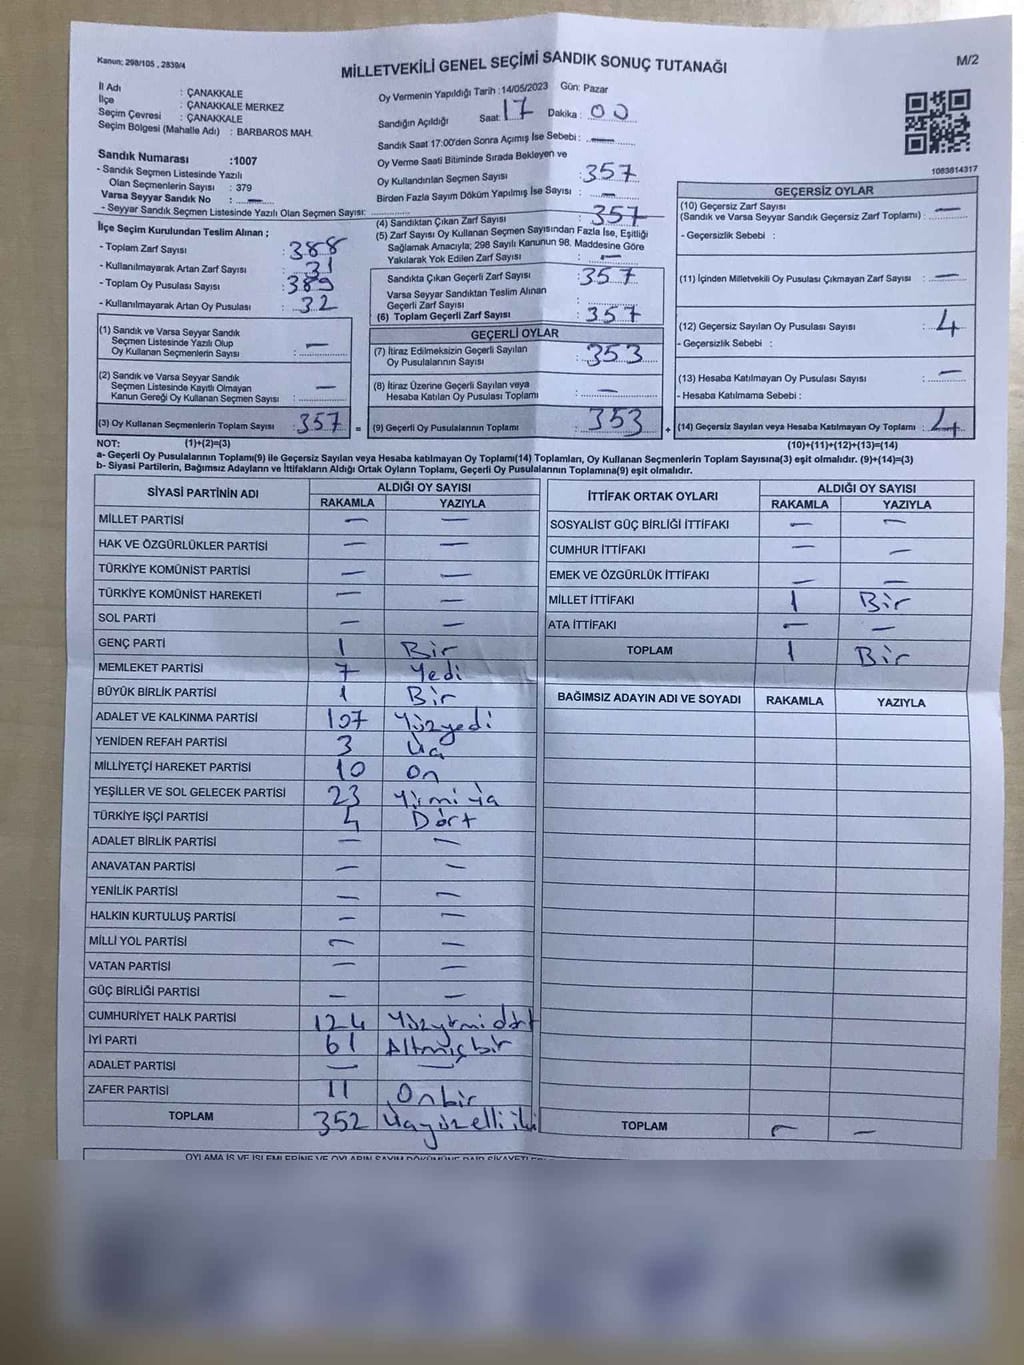 Kanun; 298/105 , 2839/4
MİLLETVEKİLİ GENEL SEÇİMİ SANDIK SONUÇ TUTANAĞI
M/2
İl Adı : ÇANAKKALE
İlçe : ÇANAKKALE MERKEZ
Seçim Çevresi : ÇANAKKALE
Seçim Bölgesi (Mahalle Adı) : BARBAROS MAH.
Sandık Numarası :1007
- Sandık Seçmen Listesinde Yazılı
Olan Seçmenlerin Sayısı : 379
Varsa Seyyar Sandık No : —
- Seyyar Sandık Seçmen Listesinde Yazılı Olan Seçmen Sayısı:
Oy Vermenin Yapıldığı Tarih :14/05/2023 Gün: Pazar
Sandığın Açıldığı Saat: 17 Dakika : 00
Sandık Saat 17:00'den Sonra Açımış İse Sebebi : —
Oy Verme Saati Bitiminde Sırada Bekleyen ve
Oy Kullandırılan Seçmen Sayısı : 357
Birden Fazla Sayım Döküm Yapılmış İse Sayısı : —
1083814317
İlçe Seçim Kurulundan Teslim Alınan ;
- Toplam Zarf Sayısı : 388
- Kullanılmayarak Artan Zarf Sayısı : 31
- Toplam Oy Pusulası Sayısı : 389
- Kullanılmayarak Artan Oy Pusulası : 32
(4) Sandıktan Çıkan Zarf Sayısı : 357
(5) Zarf Sayısı Oy Kullanan Seçmen Sayısından Fazla İse, Eşitliği
Sağlamak Amacıyla; 298 Sayılı Kanunun 98. Maddesine Göre
Yakılarak Yok Edilen Zarf Sayısı : —
Sandıkta Çıkan Geçerli Zarf Sayısı : 357
Varsa Seyyar Sandıktan Teslim Alınan
Geçerli Zarf Sayısı :
(6) Toplam Geçerli Zarf Sayısı : 357
GEÇERSİZ OYLAR
(10) Geçersiz Zarf Sayısı
(Sandık ve Varsa Seyyar Sandık Geçersiz Zarf Toplamı) : —
- Geçersizlik Sebebi :
(11) İçinden Milletvekili Oy Pusulası Çıkmayan Zarf Sayısı : —
(12) Geçersiz Sayılan Oy Pusulası Sayısı : 4
- Geçersizlik Sebebi :
(13) Hesaba Katılmayan Oy Pusulası Sayısı : —
- Hesaba Katılmama Sebebi :
(14) Geçersiz Sayılan veya Hesaba Katılmayan Oy Toplamı : 4
(1) Sandık ve Varsa Seyyar Sandık
Seçmen Listesinde Yazılı Olup
Oy Kullanan Seçmenlerin Sayısı : —
(2) Sandık ve Varsa Seyyar Sandık
Seçmen Listesinde Kayıtlı Olmayan
Kanun Gereği Oy Kullanan Seçmen Sayısı : —
(3) Oy Kullanan Seçmenlerin Toplam Sayısı : 357 =
GEÇERLİ OYLAR
(7) İtiraz Edilmeksizin Geçerli Sayılan
Oy Pusulalarının Sayısı : 353
(8) İtiraz Üzerine Geçerli Sayılan veya
Hesaba Katılan Oy Pusulası Toplamı : —
(9) Geçerli Oy Pusulalarının Toplamı : 353 +
NOT: (1)+(2)=(3)
(10)+(11)+(12)+(13)=(14)
a- Geçerli Oy Pusulalarının Toplamı(9) ile Geçersiz Sayılan veya Hesaba katılmayan Oy Toplamı(14) Toplamları, Oy Kullanan Seçmenlerin Toplam Sayısına(3) eşit olmalıdır. (9)+(14)=(3)
b- Siyasi Partilerin, Bağımsız Adayların ve İttifakların Aldığı Ortak Oyların Toplamı, Geçerli Oy Pusulalarının Toplamına(9) eşit olmalıdır.
SİYASİ PARTİNİN ADI ALDIĞI OY SAYISI
RAKAMLA YAZIYLA
MİLLET PARTİSİ — —
HAK VE ÖZGÜRLÜKLER PARTİSİ — —
TÜRKİYE KOMÜNİST PARTİSİ — —
TÜRKİYE KOMÜNİST HAREKETİ — —
SOL PARTİ — —
GENÇ PARTİ 1 Bir
MEMLEKET PARTİSİ 7 Yedi
BÜYÜK BİRLİK PARTİSİ 1 Bir
ADALET VE KALKINMA PARTİSİ 107 Yüzyedi
YENİDEN REFAH PARTİSİ 3 Üç
MİLLİYETÇİ HAREKET PARTİSİ 10 On
YEŞİLLER VE SOL GELECEK PARTİSİ 23 Yirmi üç
TÜRKİYE İŞÇİ PARTİSİ 4 Dört
ADALET BİRLİK PARTİSİ — —
ANAVATAN PARTİSİ — —
YENİLİK PARTİSİ — —
HALKIN KURTULUŞ PARTİSİ — —
MİLLİ YOL PARTİSİ — —
VATAN PARTİSİ — —
GÜÇ BİRLİĞİ PARTİSİ — —
CUMHURİYET HALK PARTİSİ 124 Yüzyirmi dört
İYİ PARTİ 61 Altmışbir
ADALET PARTİSİ — —
ZAFER PARTİSİ 11 Onbir
TOPLAM 352 Üçyüzelli iki
İTTİFAK ORTAK OYLARI ALDIĞI OY SAYISI
RAKAMLA YAZIYLA
SOSYALİST GÜÇ BİRLİĞİ İTTİFAKI — —
CUMHUR İTTİFAKI — —
EMEK VE ÖZGÜRLÜK İTTİFAKI — —
MİLLET İTTİFAKI 1 Bir
ATA İTTİFAKI — —
TOPLAM 1 Bir
BAĞIMSIZ ADAYIN ADI VE SOYADI RAKAMLA YAZIYLA
TOPLAM — —